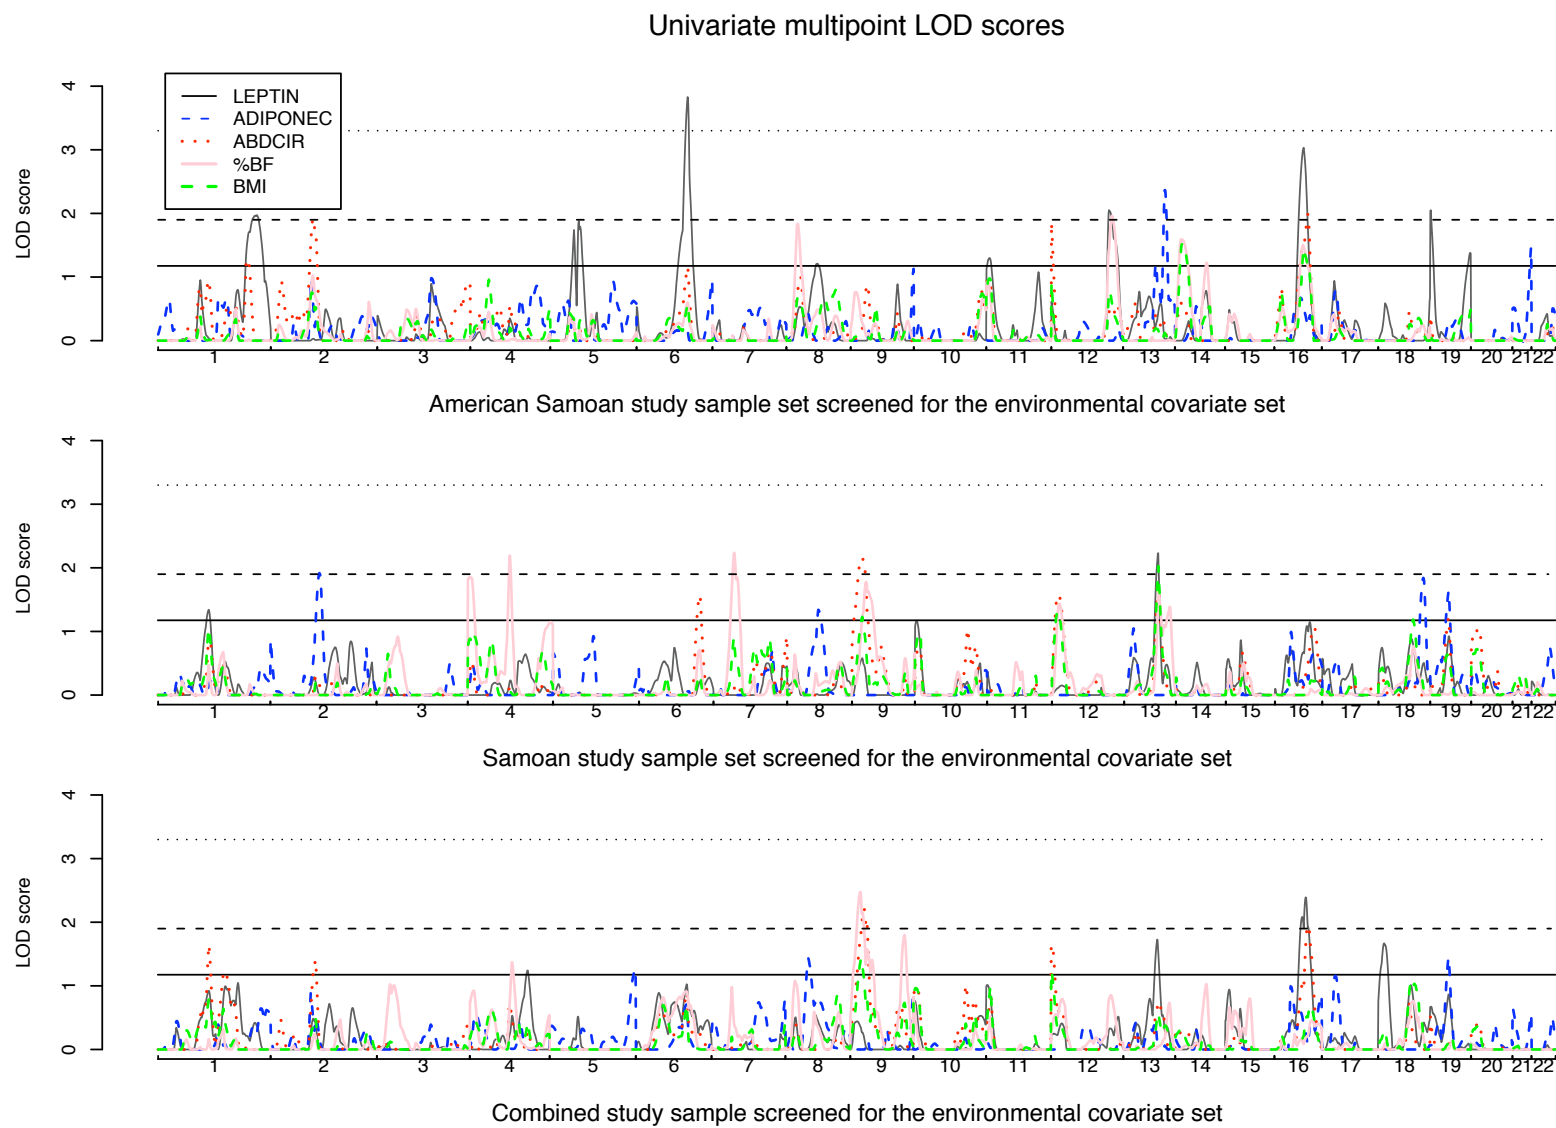 Univariate multipoint LOD scores
LOD score
0 1 2 3 4
LEPTIN
ADIPONEC
ABDCIR
%BF
BMI
1 2 3 4 5 6 7 8 9 10 11 12 13 14 15 16 17 18 19 20 21 22
American Samoan study sample set screened for the environmental covariate set
LOD score
0 1 2 3 4
1 2 3 4 5 6 7 8 9 10 11 12 13 14 15 16 17 18 19 20 21 22
Samoan study sample set screened for the environmental covariate set
LOD score
0 1 2 3 4
1 2 3 4 5 6 7 8 9 10 11 12 13 14 15 16 17 18 19 20 21 22
Combined study sample screened for the environmental covariate set